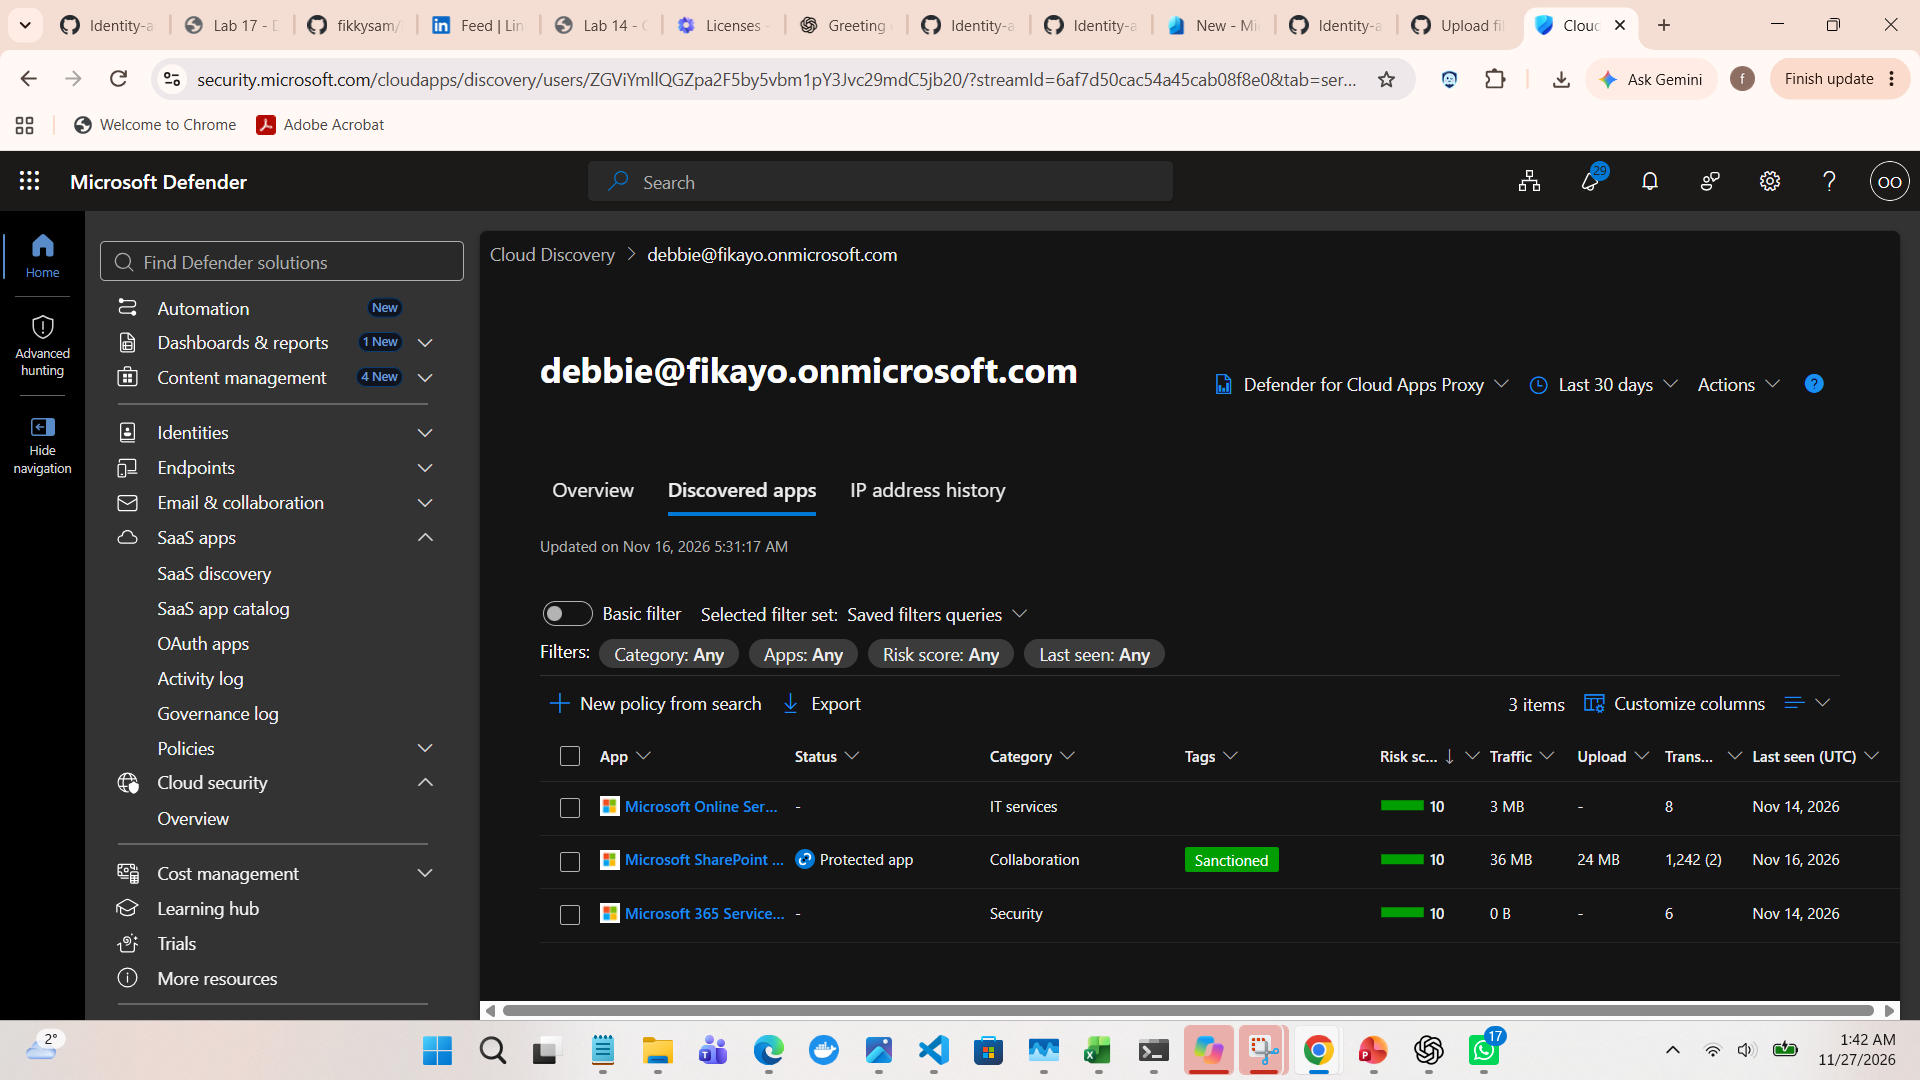 Identity-a
Lab 17 - D
fikkysam/
Feed | Lin
Lab 14 - C
Licenses -
Greeting
Identity-a
Identity-a
New - Mi
Identity-a
Upload fil
Cloud
security.microsoft.com/cloudapps/discovery/users/ZGViYmllQGZpa2F5by5vbm1pY3Jvc29mdC5jb20/?streamId=6af7d50cac54a45cab08f8e0&tab=ser...
Ask Gemini
f
Finish update
Welcome to Chrome
Adobe Acrobat
Microsoft Defender
Search
29
OO
Home
Advanced
hunting
Hide
navigation
Find Defender solutions
Automation New
Dashboards & reports 1 New
Content management 4 New
Identities
Endpoints
Email & collaboration
SaaS apps
SaaS discovery
SaaS app catalog
OAuth apps
Activity log
Governance log
Policies
Cloud security
Overview
Cost management
Learning hub
Trials
More resources
Cloud Discovery > debbie@fikayo.onmicrosoft.com
debbie@fikayo.onmicrosoft.com
Defender for Cloud Apps Proxy
Last 30 days
Actions
?
Overview
Discovered apps
IP address history
Updated on Nov 16, 2026 5:31:17 AM
Basic filter
Selected filter set: Saved filters queries
Filters: Category: Any Apps: Any Risk score: Any Last seen: Any
New policy from search
Export
3 items
Customize columns
App Status Category Tags Risk sc... Traffic Upload Trans... Last seen (UTC)
Microsoft Online Ser... - IT services 10 3 MB - 8 Nov 14, 2026
Microsoft SharePoint ... Protected app Collaboration Sanctioned 10 36 MB 24 MB 1,242 (2) Nov 16, 2026
Microsoft 365 Service... - Security 10 0 B - 6 Nov 14, 2026
2°
17
1:42 AM
11/27/2026